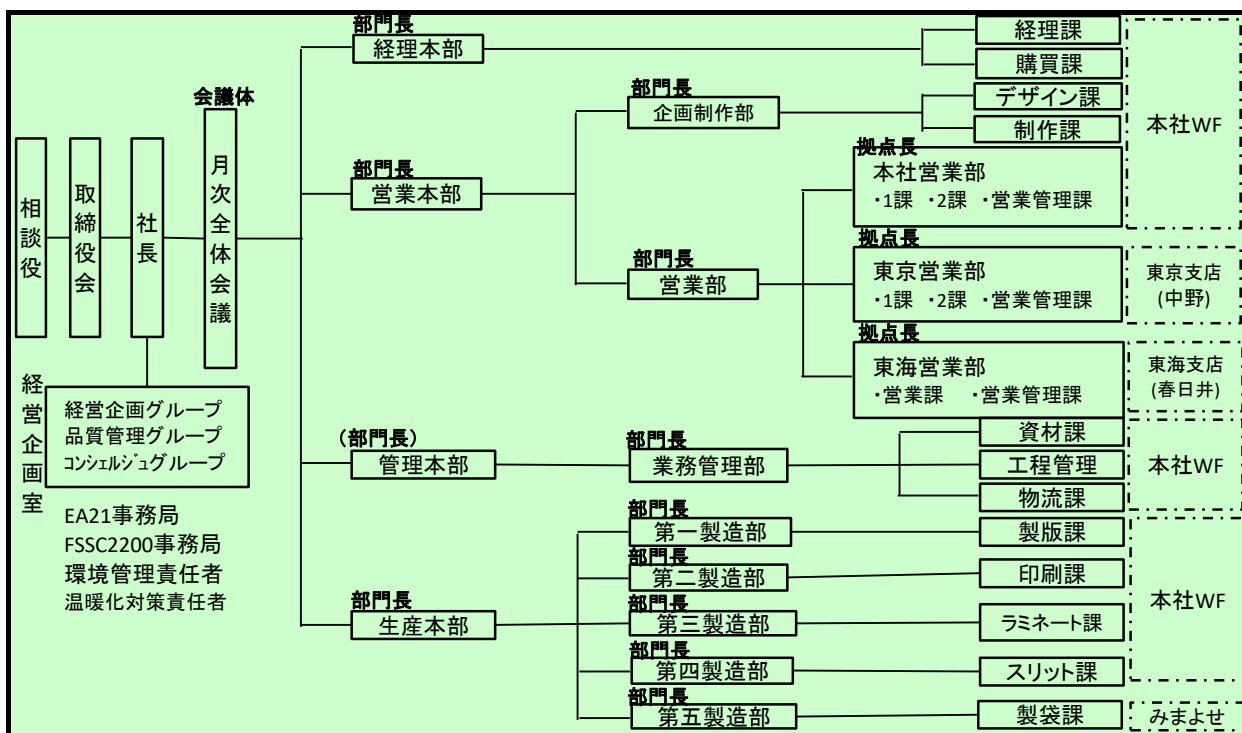 相談役
取締役会
社長
会議体
月次全体会議
経営企画室
経営企画グループ
品質管理グループ
コンシェルジュグループ
EA21事務局
FSSC2200事務局
環境管理責任者
温暖化対策責任者
部門長
経理本部
経理課
購買課
部門長
営業本部
部門長
企画制作部
デザイン課
制作課
部門長
営業部
拠点長
本社営業部
・1課 ・2課 ・営業管理課
本社WF
拠点長
東京営業部
・1課 ・2課 ・営業管理課
東京支店
(中野)
拠点長
東海営業部
・営業課 ・営業管理課
東海支店
(春日井)
(部門長)
管理本部
部門長
業務管理部
資材課
工程管理
物流課
本社WF
部門長
生産本部
部門長
第一製造部
製版課
部門長
第二製造部
印刷課
部門長
第三製造部
ラミネート課
部門長
第四製造部
スリット課
本社WF
部門長
第五製造部
製袋課
みまよせ